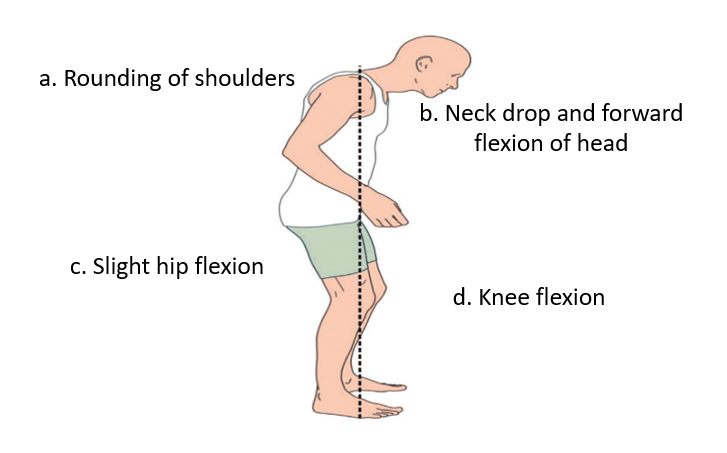 a. Rounding of shoulders
b. Neck drop and forward
flexion of head
c. Slight hip flexion
d. Knee flexion